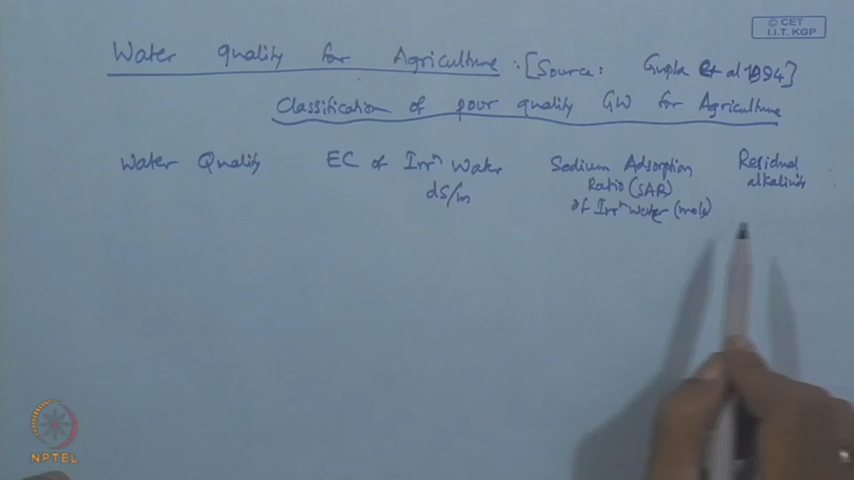 © CET
I.I.T. KGP
Water quality for Agriculture : [Source: Gupta et al 1994]
Classification of poor quality GW for Agriculture
Water Quality EC of Irrⁿ Water Sodium Adsorption Residual
dS/m Ratio (SAR) alkalinity
of Irrⁿ Water (mols)
NPTEL